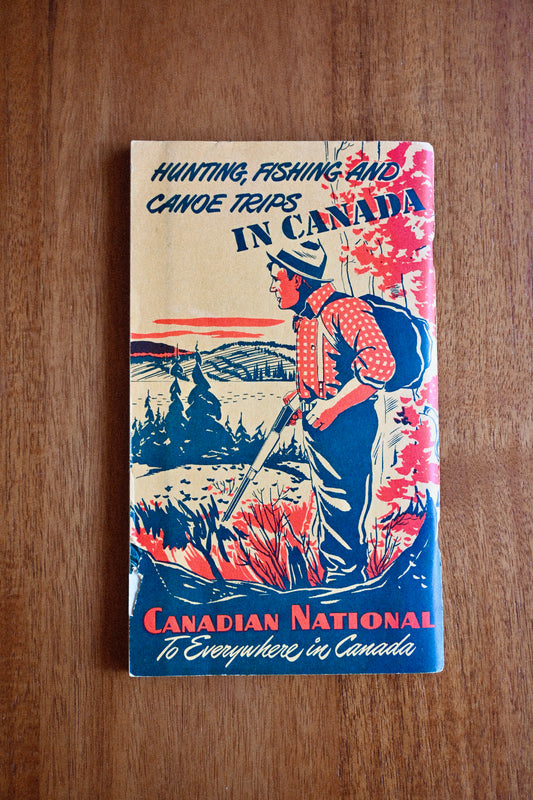 HUNTING, FISHING AND
CANOE TRIPS
IN CANADA
CANADIAN NATIONAL
To Everywhere in Canada